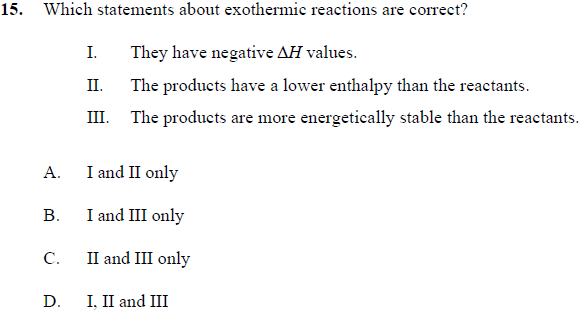 15. Which statements about exothermic reactions are correct?
I. They have negative ΔH values.
II. The products have a lower enthalpy than the reactants.
III. The products are more energetically stable than the reactants.
A. I and II only
B. I and III only
C. II and III only
D. I, II and III